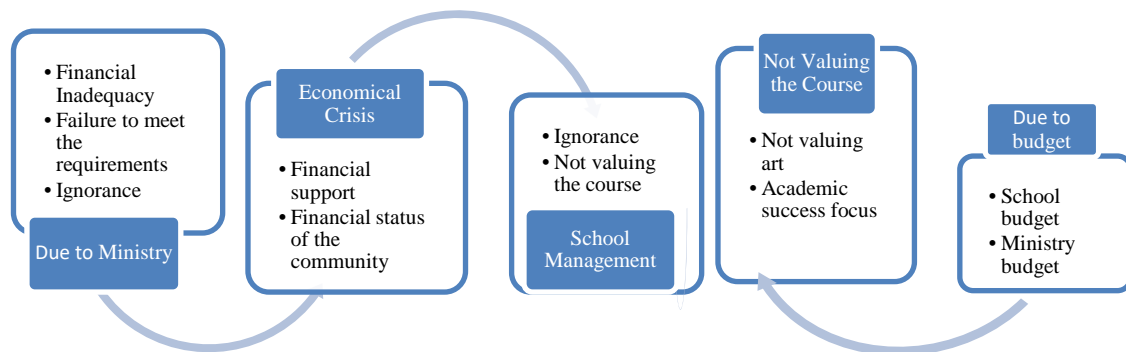 • Financial
Inadequacy
• Failure to meet
the
requirements
• Ignorance
Due to Ministry
Economical
Crisis
• Financial
support
• Financial status
of the
community
• Ignorance
• Not valuing
the course
School
Management
Not Valuing
the Course
• Not valuing
art
• Academic
success focus
Due to
budget
• School
budget
• Ministry
budget